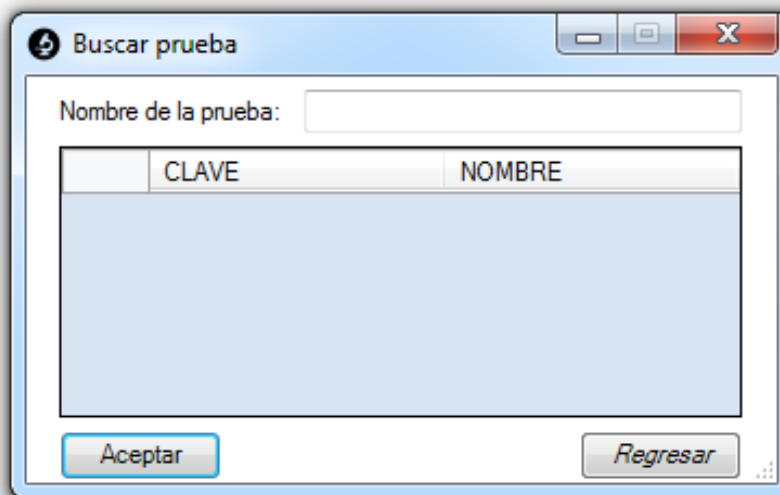 Buscar prueba
Nombre de la prueba:
CLAVE NOMBRE
Aceptar Regresar